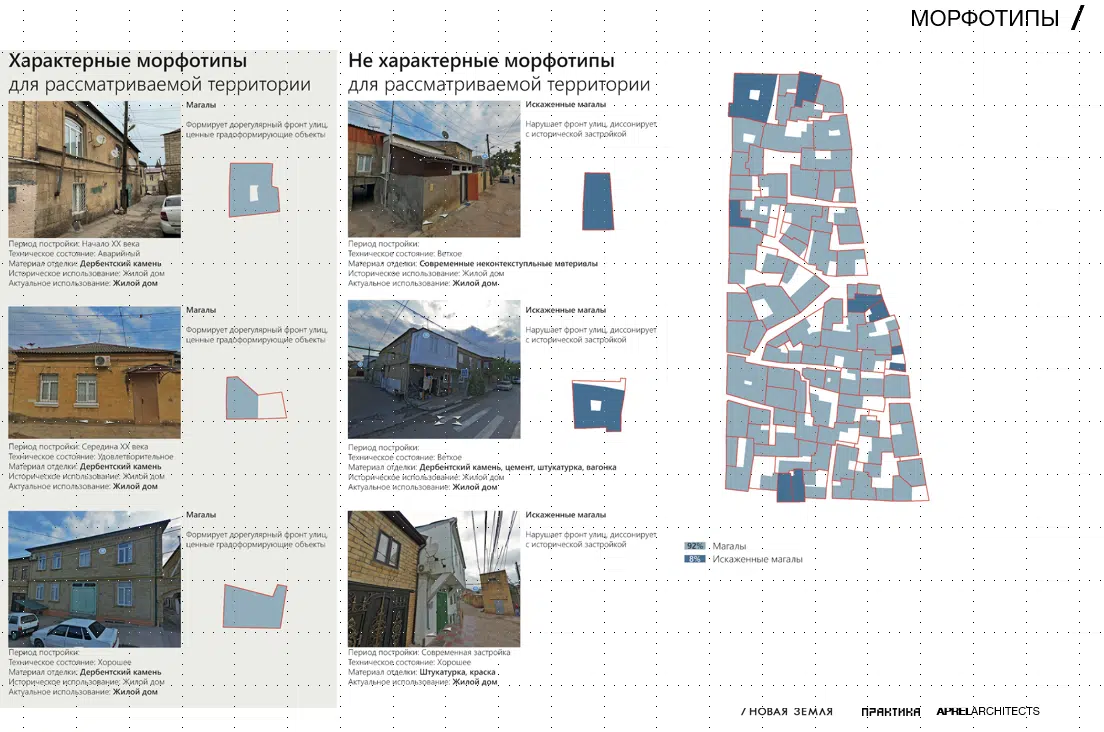 МОРФОТИПЫ /
Характерные морфотипы
для рассматриваемой территории
Магалы
Формирует дорегулярный фронт улиц,
ценные градоформирующие объекты
Период постройки: Начало XX века
Техническое состояние: Аварийный
Материал отделки: Дербентский камень
Историческое использование: Жилой дом
Актуальное использование: Жилой дом
Магалы
Формирует дорегулярный фронт улиц,
ценные градоформирующие объекты
Период постройки: Середина XX века
Техническое состояние: Удовлетворительное
Материал отделки: Дербентский камень
Историческое использование: Жилой дом
Актуальное использование: Жилой дом
Магалы
Формирует дорегулярный фронт улиц,
ценные градоформирующие объекты
Период постройки:
Техническое состояние: Хорошее
Материал отделки: Дербентский камень
Историческое использование: Жилой дом
Актуальное использование: Жилой дом
Не характерные морфотипы
для рассматриваемой территории
Искаженные магалы
Нарушает фронт улиц, диссонирует
с исторической застройкой
Период постройки:
Техническое состояние: Ветхое
Материал отделки: Современные неконтекступлльные мотериолы
Историческое использование: Жилой дом
Актуальное использование: Жилой дом
Искаженные магалы
Нарушает фронт улиц, диссонирует
с исторической застройкой
Период постройки:
Техническое состояние: Ветхое
Материал отделки: Дербентский камень, цемент, штукатурка, вагонка
Историческое использование: Жилой дом
Актуальное использование: Жилой дом
Искаженные магалы
Нарушает фронт улиц, диссонирует
с исторической застройкой
Период постройки: Современная застройка
Техническое состояние: Хорошее
Материал отделки: Штукатурка, краска
Актуальное использование: Жилой дом
92% Магалы
8% Искаженные магалы
/ НОВАЯ ЗЕМЛЯ
ПРАКТИКА
APRELARCHITECTS